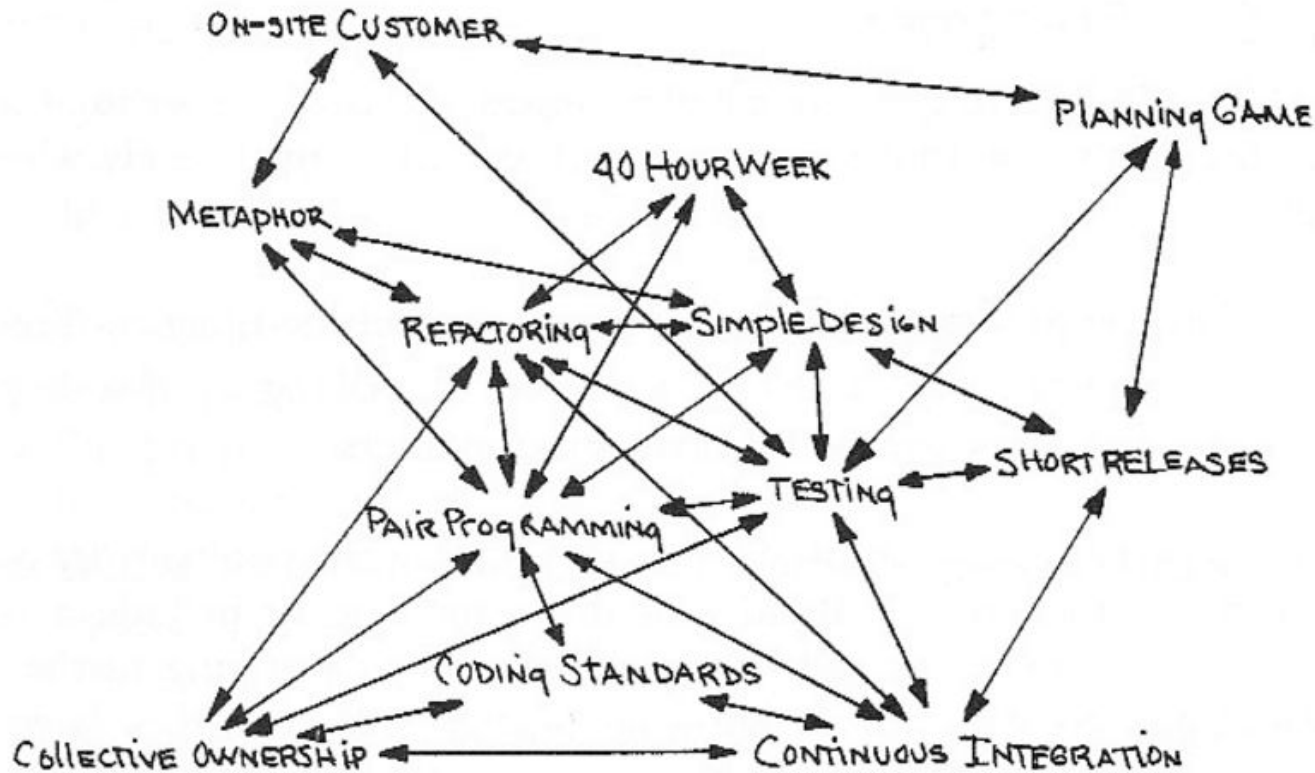 ON-SITE CUSTOMER
PLANNING GAME
40 HOUR WEEK
METAPHOR
REFACTORING
SIMPLE DESIGN
SHORT RELEASES
TESTING
PAIR PROGRAMMING
CODING STANDARDS
COLLECTIVE OWNERSHIP
CONTINUOUS INTEGRATION